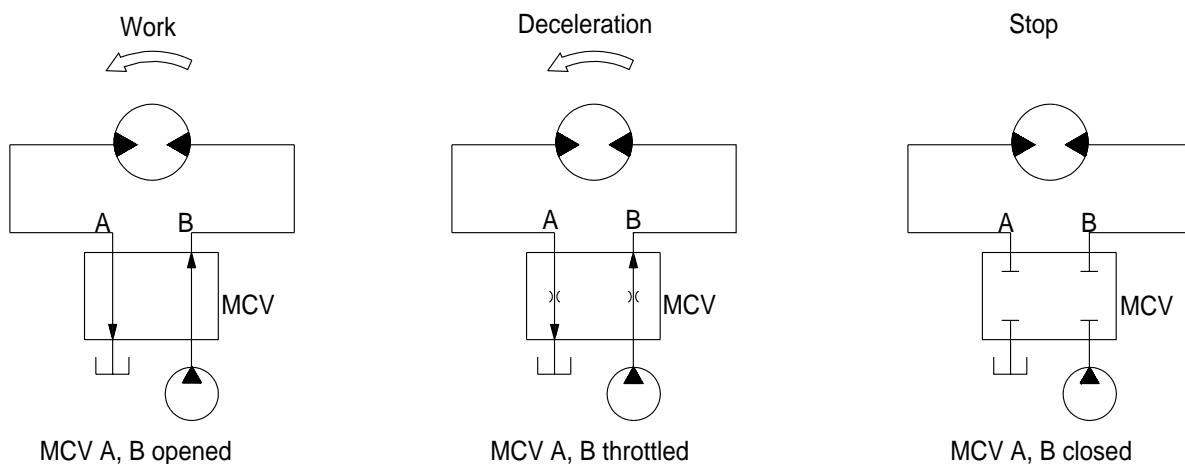 Work
A
B
MCV
MCV A, B opened
Deceleration
A
B
MCV
MCV A, B throttled
Stop
A
B
MCV
MCV A, B closed